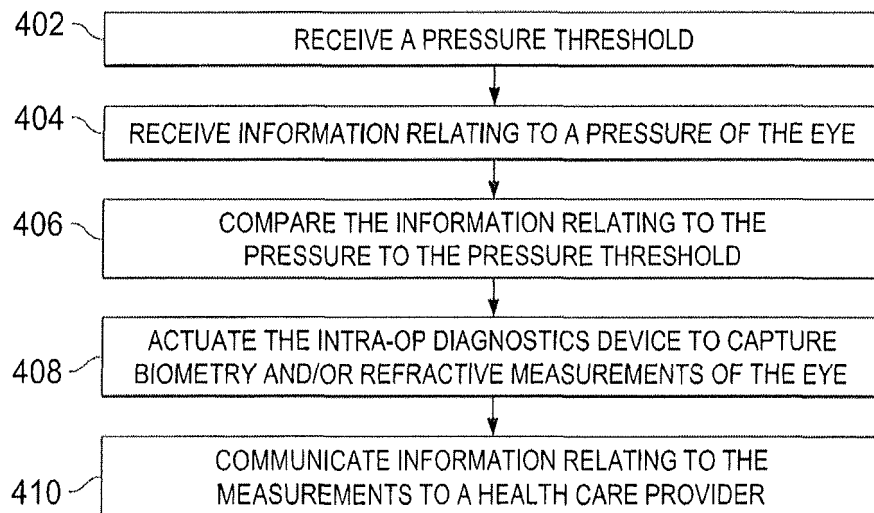 402
RECEIVE A PRESSURE THRESHOLD
404
RECEIVE INFORMATION RELATING TO A PRESSURE OF THE EYE
406
COMPARE THE INFORMATION RELATING TO THE
PRESSURE TO THE PRESSURE THRESHOLD
408
ACTUATE THE INTRA-OP DIAGNOSTICS DEVICE TO CAPTURE
BIOMETRY AND/OR REFRACTIVE MEASUREMENTS OF THE EYE
410
COMMUNICATE INFORMATION RELATING TO THE
MEASUREMENTS TO A HEALTH CARE PROVIDER